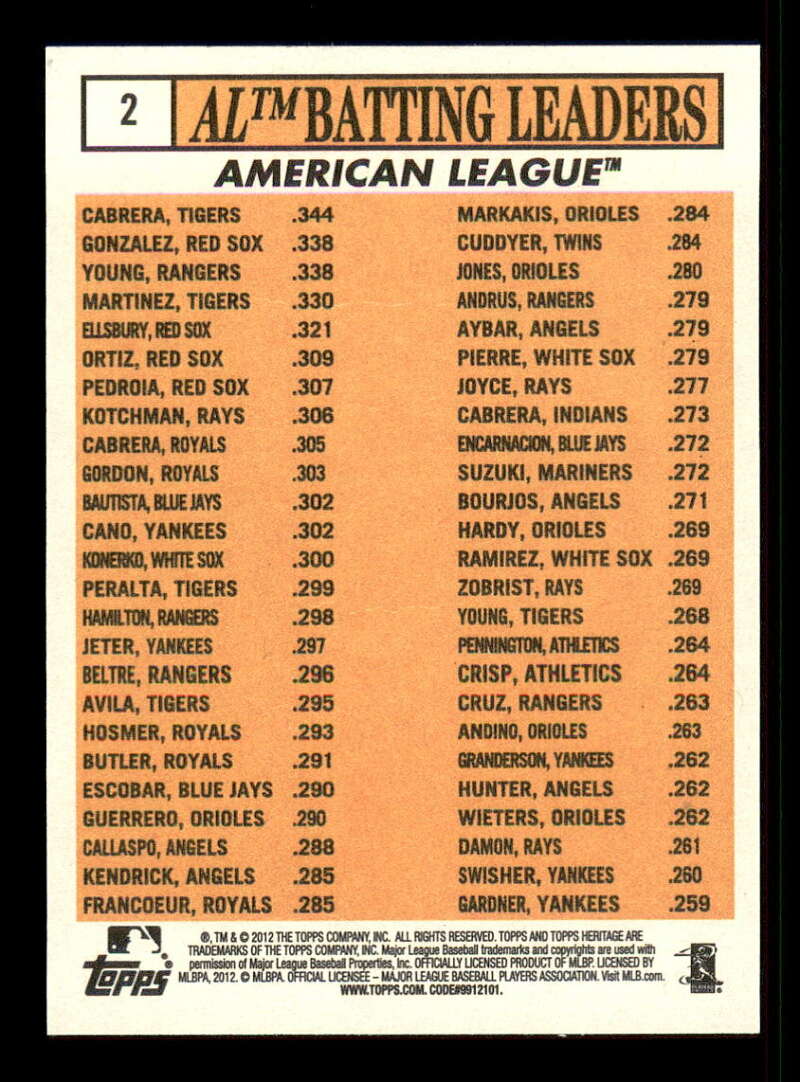 2
AL™ BATTING LEADERS
AMERICAN LEAGUE™
CABRERA, TIGERS .344
GONZALEZ, RED SOX .338
YOUNG, RANGERS .338
MARTINEZ, TIGERS .330
ELLSBURY, RED SOX .321
ORTIZ, RED SOX .309
PEDROIA, RED SOX .307
KOTCHMAN, RAYS .306
CABRERA, ROYALS .305
GORDON, ROYALS .303
BAUTISTA, BLUE JAYS .302
CANO, YANKEES .302
KONERKO, WHITE SOX .300
PERALTA, TIGERS .299
HAMILTON, RANGERS .298
JETER, YANKEES .297
BELTRE, RANGERS .296
AVILA, TIGERS .295
HOSMER, ROYALS .293
BUTLER, ROYALS .291
ESCOBAR, BLUE JAYS .290
GUERRERO, ORIOLES .290
CALLASPO, ANGELS .288
KENDRICK, ANGELS .285
FRANCOEUR, ROYALS .285
MARKAKIS, ORIOLES .284
CUDDYER, TWINS .284
JONES, ORIOLES .280
ANDRUS, RANGERS .279
AYBAR, ANGELS .279
PIERRE, WHITE SOX .279
JOYCE, RAYS .277
CABRERA, INDIANS .273
ENCARNACION, BLUE JAYS .272
SUZUKI, MARINERS .272
BOURJOS, ANGELS .271
HARDY, ORIOLES .269
RAMIREZ, WHITE SOX .269
ZOBRIST, RAYS .269
YOUNG, TIGERS .268
PENNINGTON, ATHLETICS .264
CRISP, ATHLETICS .264
CRUZ, RANGERS .263
ANDINO, ORIOLES .263
GRANDERSON, YANKEES .262
HUNTER, ANGELS .262
WIETERS, ORIOLES .262
DAMON, RAYS .261
SWISHER, YANKEES .260
GARDNER, YANKEES .259
TOPPS
®, TM & © 2012 THE TOPPS COMPANY, INC. ALL RIGHTS RESERVED. TOPPS AND TOPPS HERITAGE ARE
TRADEMARKS OF THE TOPPS COMPANY, INC. Major League Baseball trademarks and copyrights are used with
permission of Major League Baseball Properties, Inc. OFFICIALLY LICENSED PRODUCT OF MLBP. LICENSED BY
MLBPA, 2012. © MLBPA. OFFICIAL LICENSEE – MAJOR LEAGUE BASEBALL PLAYERS ASSOCIATION. Visit MLB.com.
WWW.TOPPS.COM. CODE#9912101.